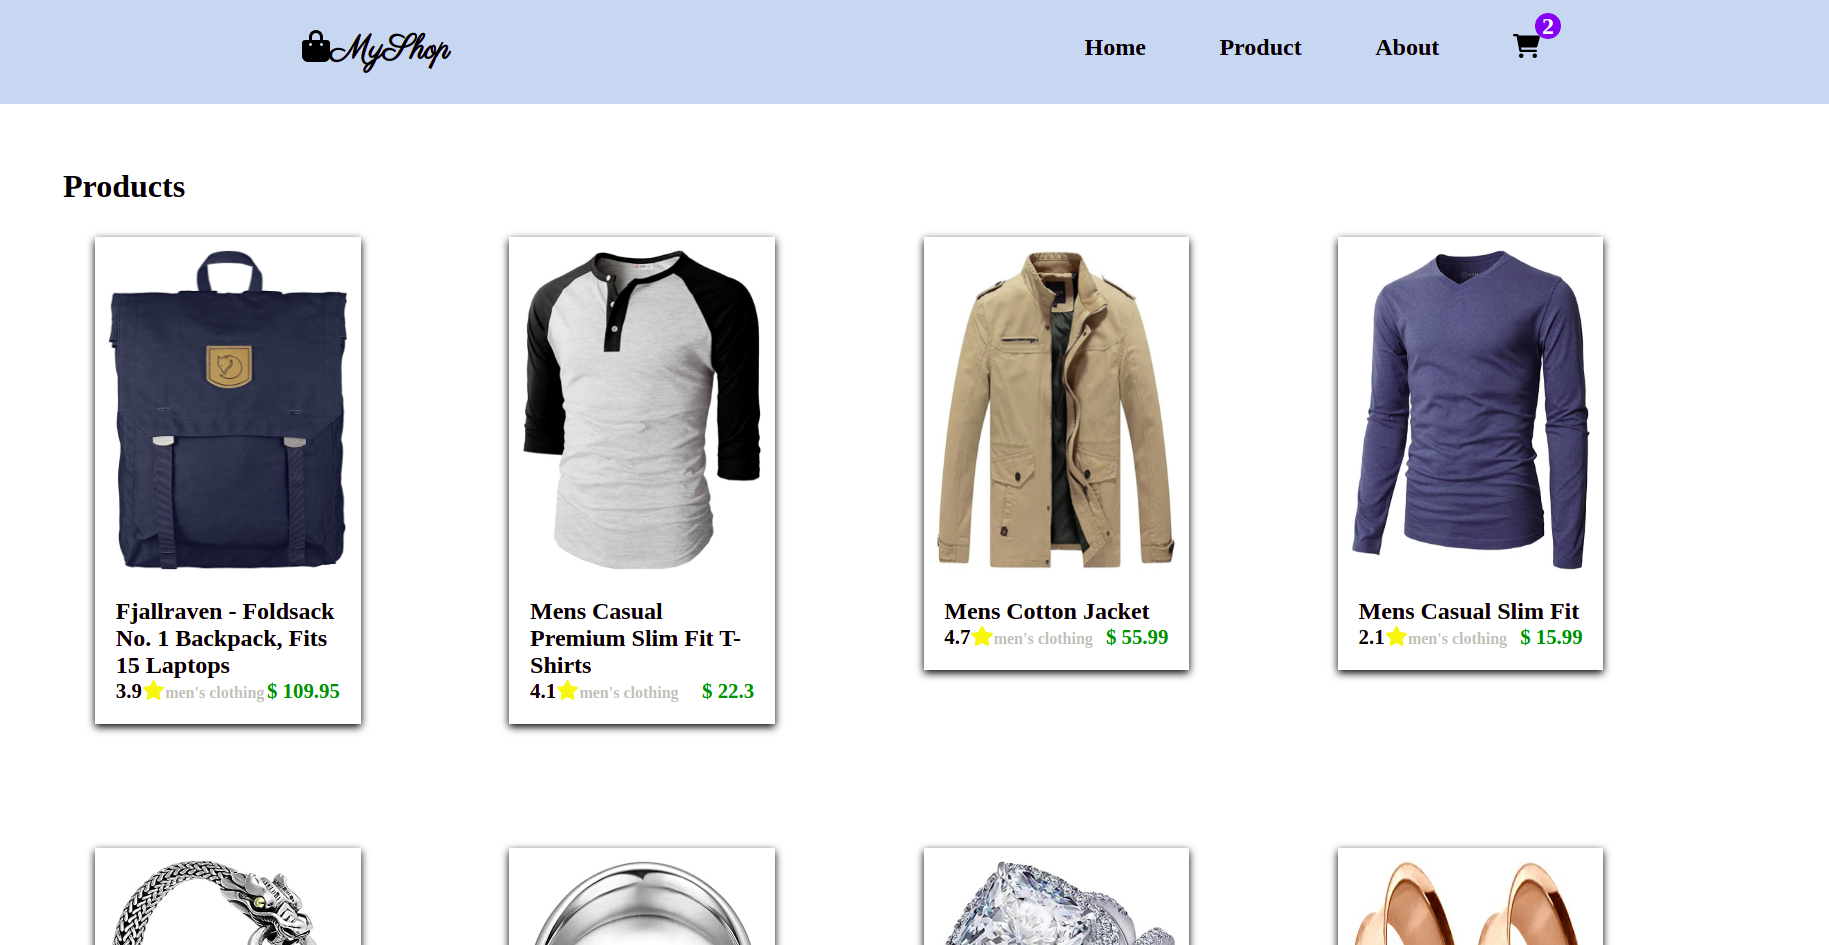 MyShop
Home
Product
About
2
Products
Fjallraven - Foldsack
No. 1 Backpack, Fits
15 Laptops
3.9 men's clothing $ 109.95
Mens Casual
Premium Slim Fit T-
Shirts
4.1 men's clothing $ 22.3
Mens Cotton Jacket
4.7 men's clothing $ 55.99
Mens Casual Slim Fit
2.1 men's clothing $ 15.99